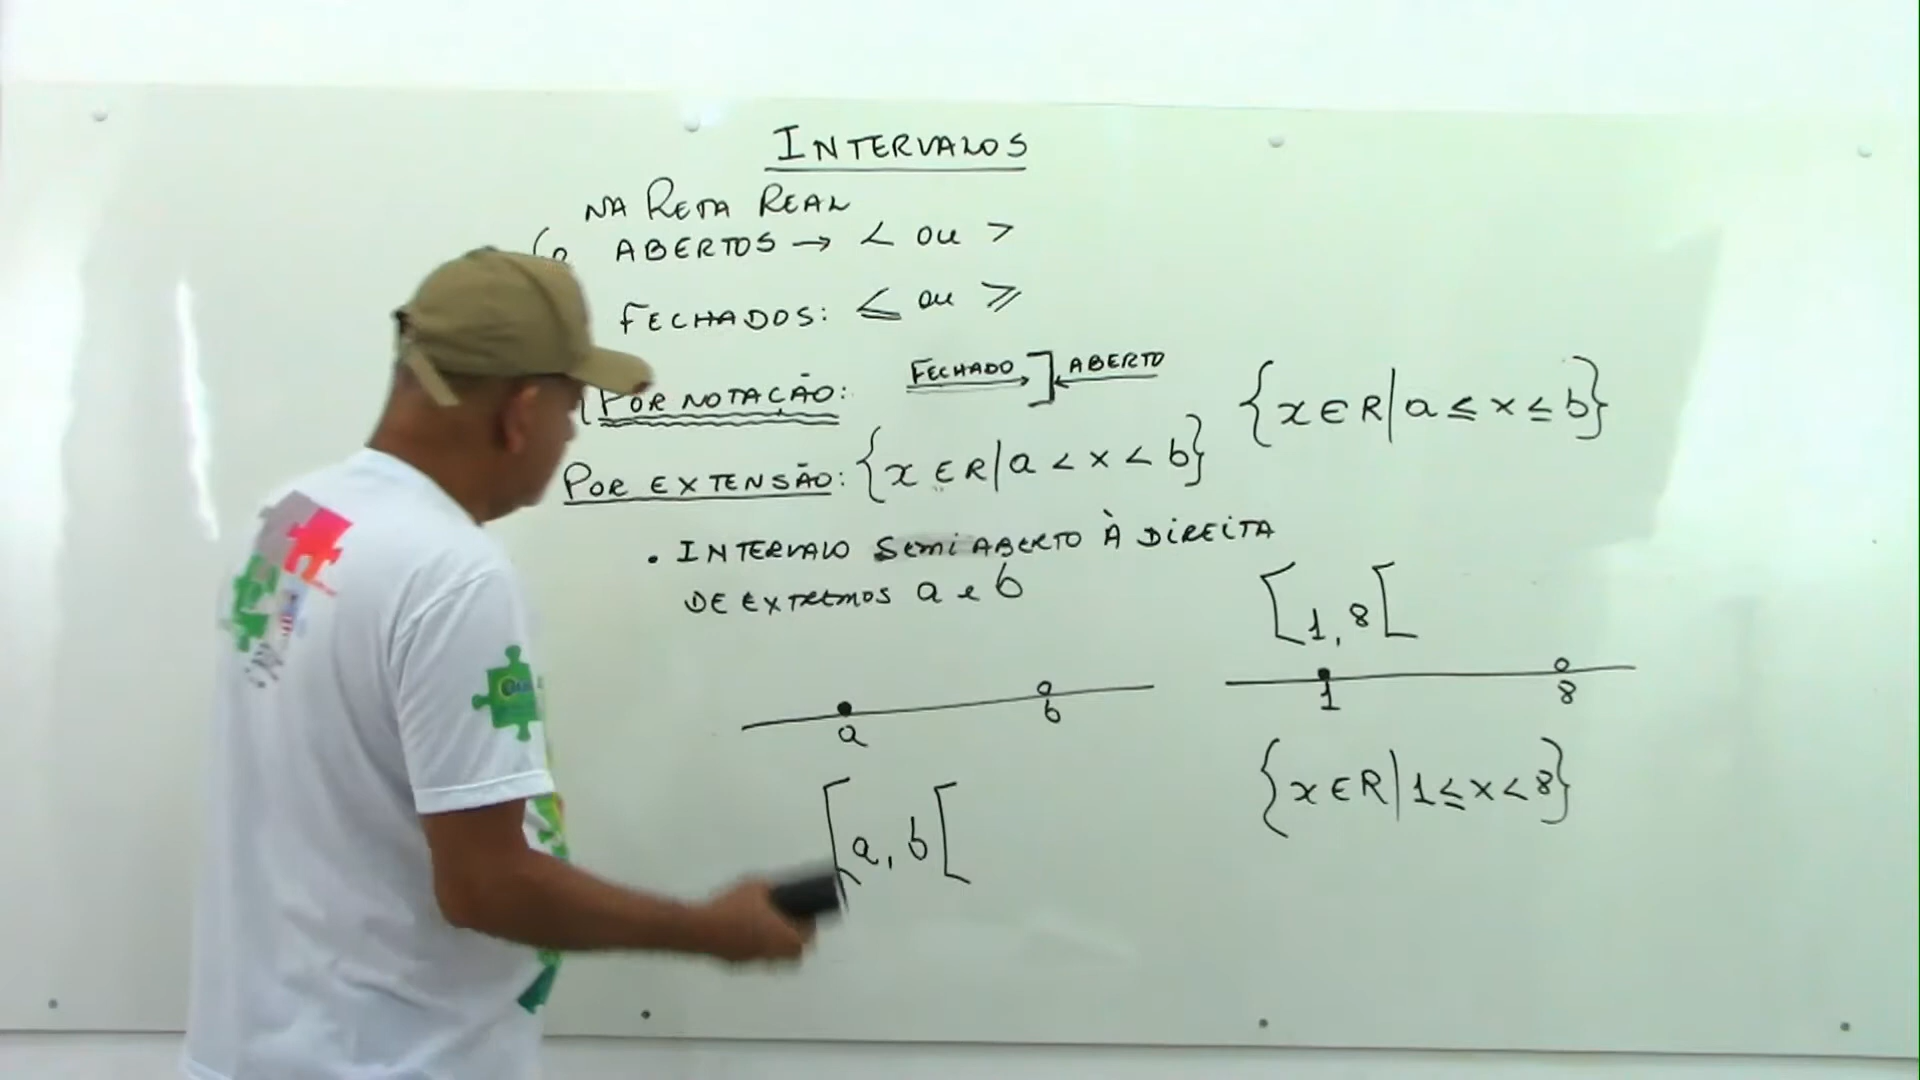 INTERVALOS
NA RETA REAL
ABERTOS → < ou >
FECHADOS: ≤ ou ≥
POR NOTAÇÃO: FECHADO ] ABERTO
{x ∈ R | a ≤ x ≤ b}
POR EXTENSÃO: {x ∈ R | a < x < b}
• INTERVALO SEMI ABERTO À DIREITA
DE EXTREMOS a e b
a b
[a, b[
[1, 8[
1 8
{x ∈ R | 1 ≤ x < 8}